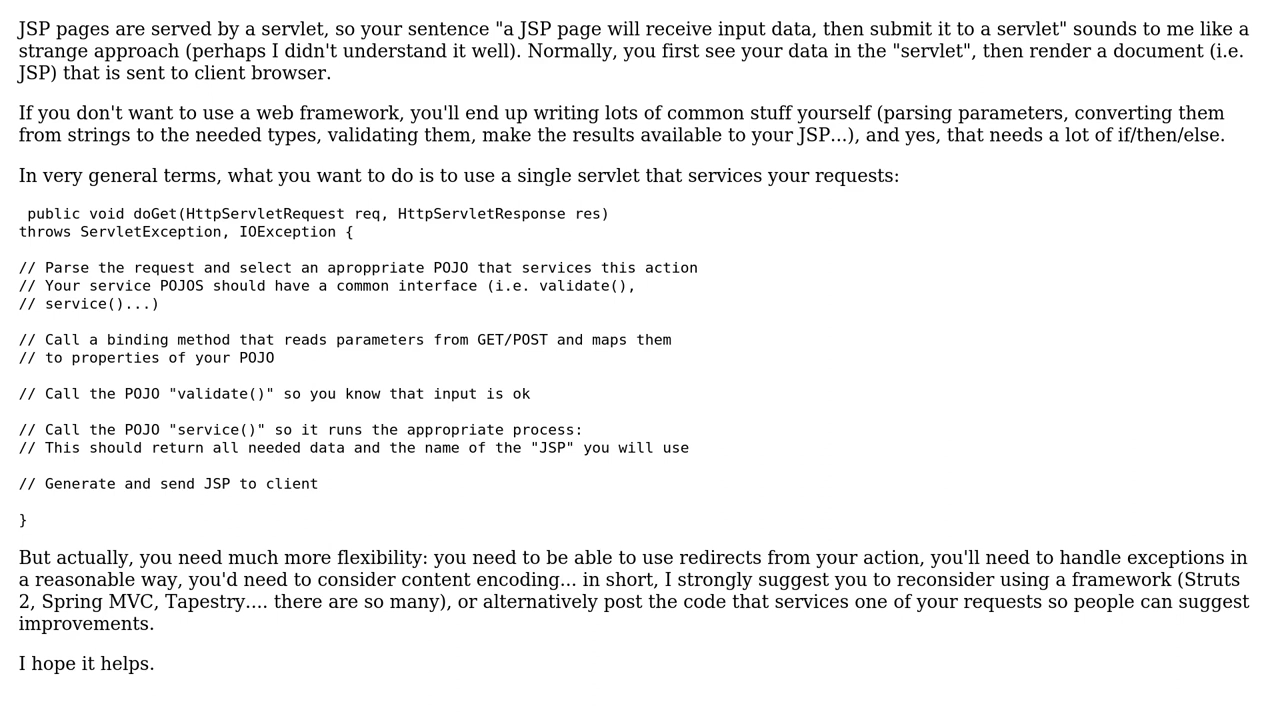 JSP pages are served by a servlet, so your sentence "a JSP page will receive input data, then submit it to a servlet" sounds to me like a
strange approach (perhaps I didn't understand it well). Normally, you first see your data in the "servlet", then render a document (i.e.
JSP) that is sent to client browser.
If you don't want to use a web framework, you'll end up writing lots of common stuff yourself (parsing parameters, converting them
from strings to the needed types, validating them, make the results available to your JSP...), and yes, that needs a lot of if/then/else.
In very general terms, what you want to do is to use a single servlet that services your requests:
public void doGet(HttpServletRequest req, HttpServletResponse res)
throws ServletException, IOException {
// Parse the request and select an aproppriate POJO that services this action
// Your service POJOS should have a common interface (i.e. validate(),
// service()...)
// Call a binding method that reads parameters from GET/POST and maps them
// to properties of your POJO
// Call the POJO "validate()" so you know that input is ok
// Call the POJO "service()" so it runs the appropriate process:
// This should return all needed data and the name of the "JSP" you will use
// Generate and send JSP to client
}
But actually, you need much more flexibility: you need to be able to use redirects from your action, you'll need to handle exceptions in
a reasonable way, you'd need to consider content encoding... in short, I strongly suggest you to reconsider using a framework (Struts
2, Spring MVC, Tapestry.... there are so many), or alternatively post the code that services one of your requests so people can suggest
improvements.
I hope it helps.